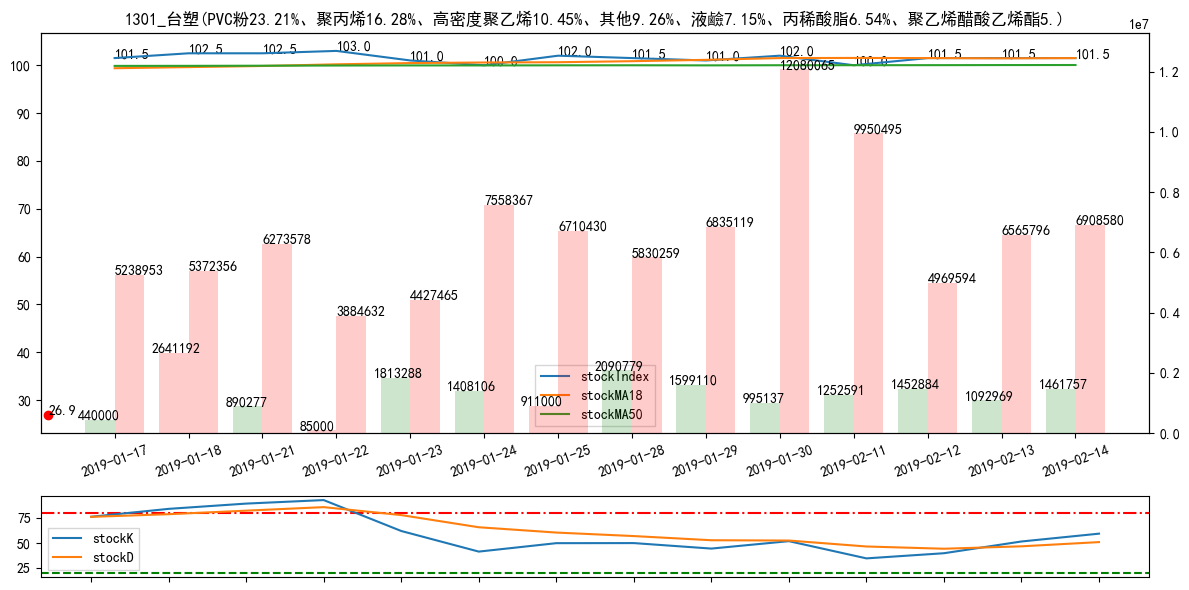 1301_台塑(PVC粉23.21%、聚丙烯16.28%、高密度聚乙烯10.45%、其他9.26%、液鹼7.15%、丙稀酸脂6.54%、聚乙烯醋酸乙烯酯5.)
1e7
101.5 102.5 102.5 103.0 101.0 100.0 102.0 101.5 101.0 102.0 100.0 101.5 101.5 101.5
100
90
80
70
60
50
40
30
1.2
1.0
0.8
0.6
0.4
0.2
0.0
26.9
440000 2641192 890277 85000 1813288 1408106 911000 2090779 1599110 995137 1252591 1452884 1092969 1461757
5238953 5372356 6273578 3884632 4427465 7558367 6710430 5830259 6835119 12080065 9950495 4969594 6565796 6908580
stockIndex
stockMA18
stockMA50
2019-01-17 2019-01-18 2019-01-21 2019-01-22 2019-01-23 2019-01-24 2019-01-25 2019-01-28 2019-01-29 2019-01-30 2019-02-11 2019-02-12 2019-02-13 2019-02-14
75
50
25
stockK
stockD